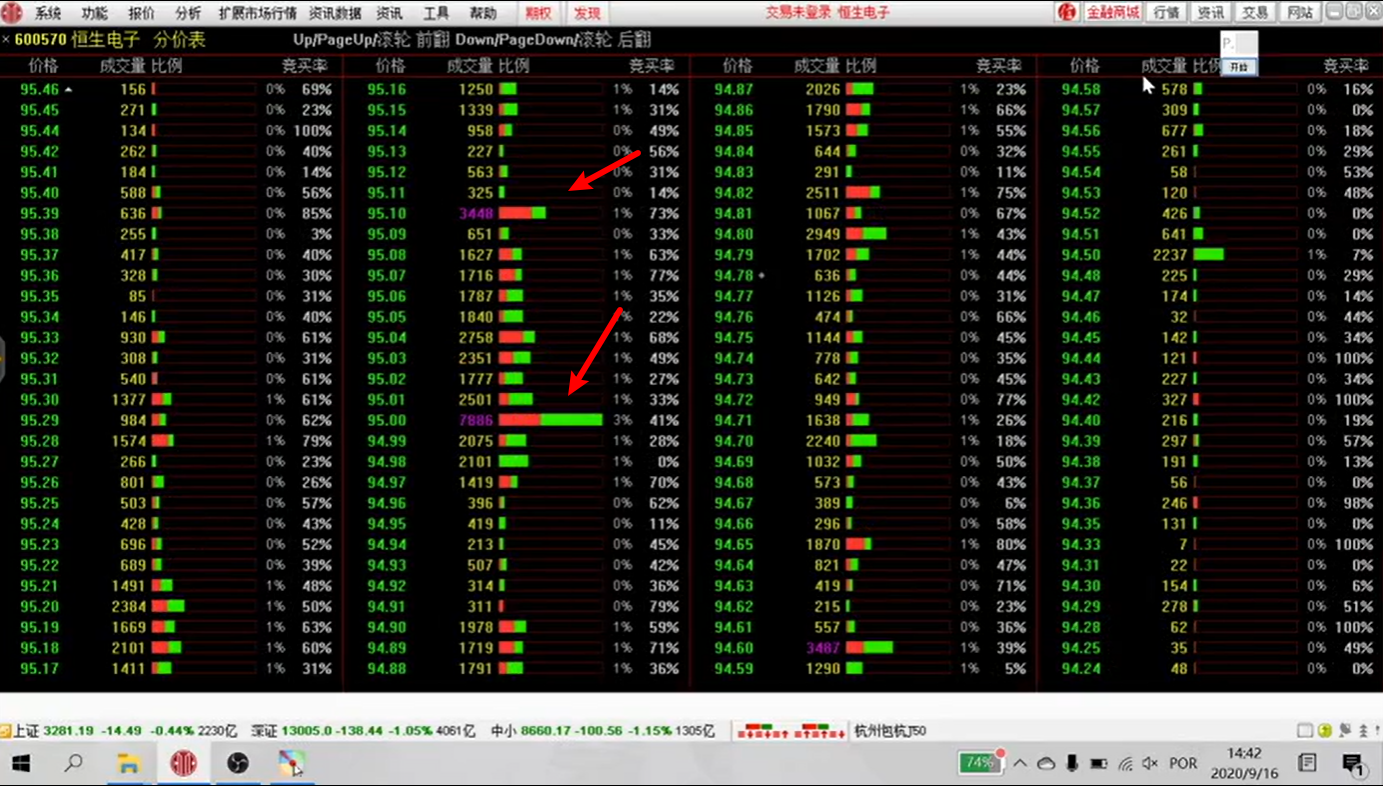 系统 功能 报价 分析 扩展市场行情 资讯数据 资讯 工具 帮助 期权 发现 交易未登录 恒生电子 金融商城 行情 资讯 交易 网站
× 600570 恒生电子 分价表 Up/PageUp/滚轮 前翻 Down/PageDown/滚轮 后翻
P.
开始
价格 成交量 比例 竞买率 价格 成交量 比例 竞买率 价格 成交量 比例 竞买率 价格 成交量 比例 竞买率
95.46 156 0% 69% 95.16 1250 1% 14% 94.87 2026 1% 23% 94.58 578 0% 16%
95.45 271 0% 23% 95.15 1339 1% 31% 94.86 1790 1% 66% 94.57 309 0% 0%
95.44 134 0% 100% 95.14 958 0% 49% 94.85 1573 1% 55% 94.56 677 0% 18%
95.42 262 0% 40% 95.13 227 0% 56% 94.84 644 0% 32% 94.55 261 0% 29%
95.41 184 0% 14% 95.12 563 0% 31% 94.83 291 0% 11% 94.54 58 0% 53%
95.40 588 0% 56% 95.11 325 0% 14% 94.82 2511 1% 75% 94.53 120 0% 48%
95.39 636 0% 85% 95.10 3448 1% 73% 94.81 1067 0% 67% 94.52 426 0% 0%
95.38 255 0% 3% 95.09 651 0% 33% 94.80 2949 1% 43% 94.51 641 0% 0%
95.37 417 0% 40% 95.08 1627 1% 63% 94.79 1702 1% 44% 94.50 2237 1% 7%
95.36 328 0% 30% 95.07 1716 1% 77% 94.78 636 0% 44% 94.48 225 0% 29%
95.35 85 0% 31% 95.06 1787 1% 35% 94.77 1126 0% 31% 94.47 174 0% 14%
95.34 146 0% 40% 95.05 1840 22% 94.76 474 0% 66% 94.46 32 0% 44%
95.33 930 0% 61% 95.04 2758 1% 68% 94.75 1144 0% 45% 94.45 142 0% 34%
95.32 308 0% 31% 95.03 2351 1% 49% 94.74 778 0% 35% 94.44 121 0% 100%
95.31 540 0% 61% 95.02 1777 1% 27% 94.73 642 0% 45% 94.43 227 0% 34%
95.30 1377 1% 61% 95.01 2501 1% 33% 94.72 949 0% 77% 94.42 327 0% 100%
95.29 984 0% 62% 95.00 7886 3% 41% 94.71 1638 1% 26% 94.40 216 0% 19%
95.28 1574 1% 79% 94.99 2075 1% 28% 94.70 2240 1% 18% 94.39 297 0% 57%
95.27 266 0% 23% 94.98 2101 1% 0% 94.69 1032 0% 50% 94.38 191 0% 13%
95.26 801 0% 26% 94.97 1419 1% 70% 94.68 573 0% 43% 94.37 56 0% 0%
95.25 503 0% 57% 94.96 396 0% 62% 94.67 389 0% 6% 94.36 246 0% 98%
95.24 428 0% 43% 94.95 419 0% 11% 94.66 296 0% 58% 94.35 131 0% 0%
95.23 696 0% 52% 94.94 213 0% 45% 94.65 1870 1% 80% 94.33 7 0% 100%
95.22 689 0% 39% 94.93 507 0% 42% 94.64 821 0% 47% 94.31 22 0% 0%
95.21 1491 1% 48% 94.92 314 0% 36% 94.63 419 0% 71% 94.30 154 0% 6%
95.20 2384 1% 50% 94.91 311 0% 79% 94.62 215 0% 23% 94.29 278 0% 51%
95.19 1669 1% 63% 94.90 1978 1% 59% 94.61 557 0% 36% 94.28 62 0% 100%
95.18 2101 1% 60% 94.89 1719 1% 71% 94.60 3487 1% 39% 94.25 35 0% 49%
95.17 1411 1% 31% 94.88 1791 1% 36% 94.59 1290 1% 5% 94.24 48 0% 0%
上证 3281.19 -14.49 -0.44% 2230亿 深证 13005.0 -138.44 -1.05% 4061亿 中小 8660.17 -100.56 -1.15% 1305亿 杭州包杭J50
74% POR 14:42
2020/9/16
1